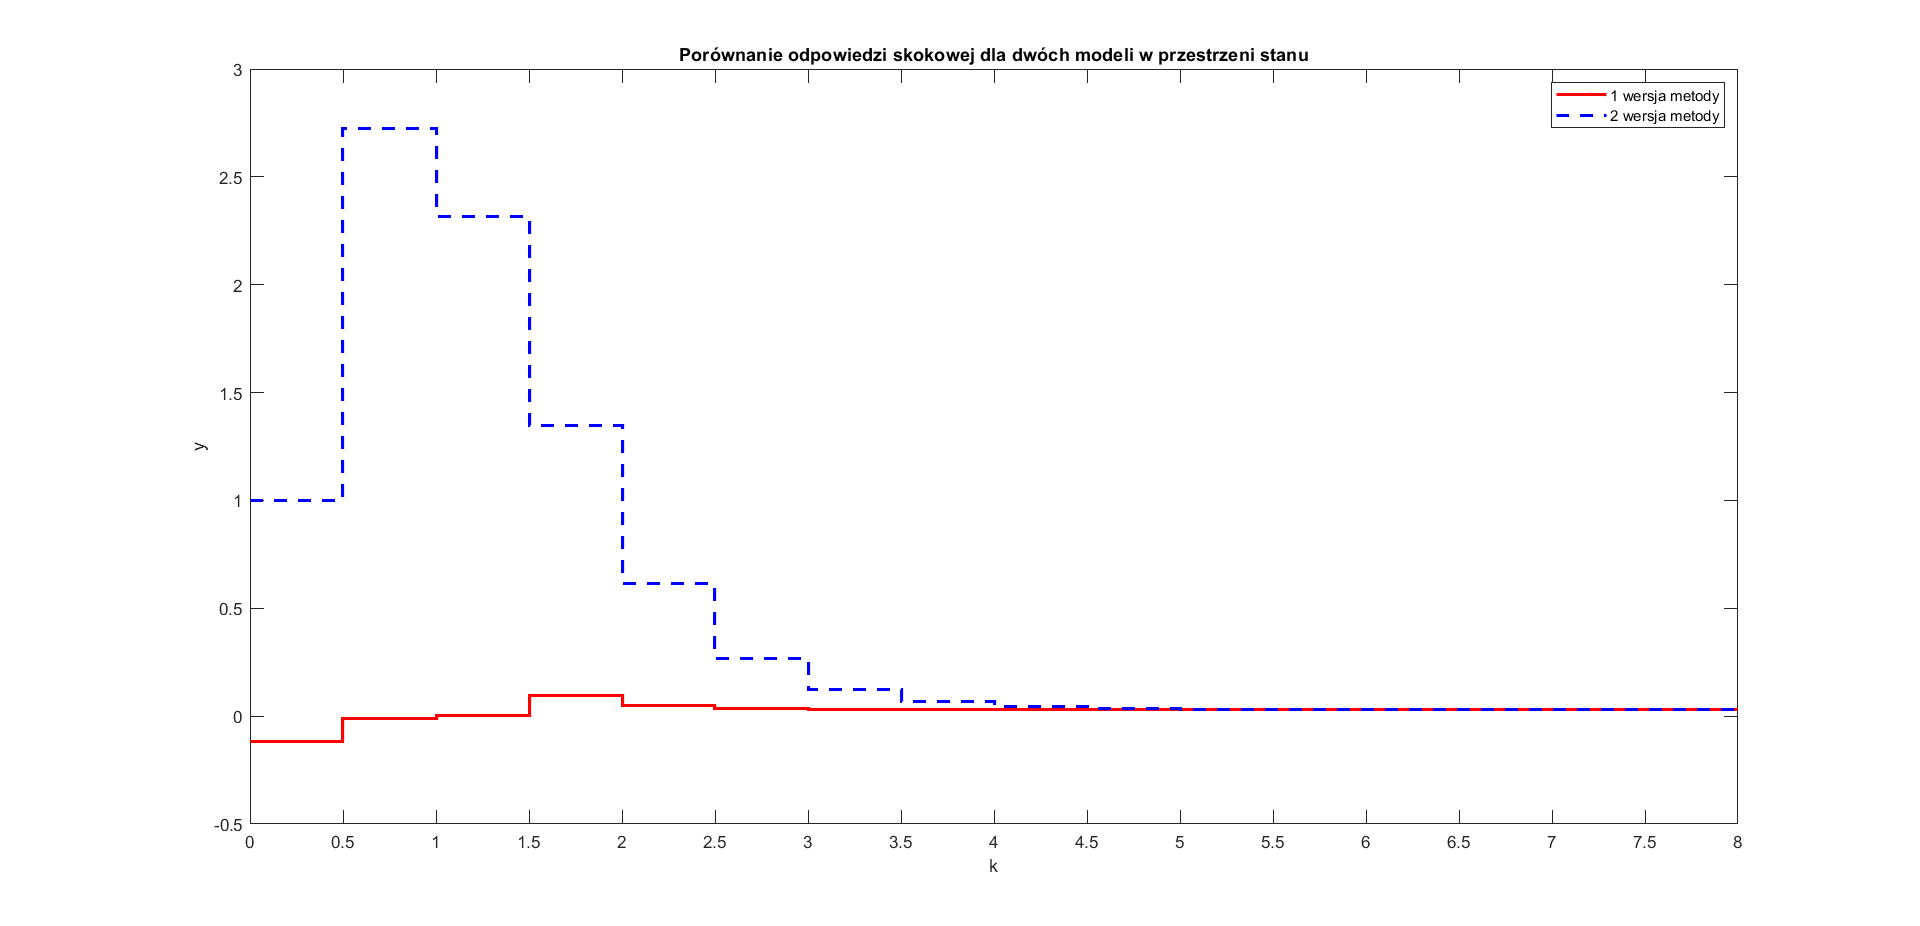 Porównanie odpowiedzi skokowej dla dwóch modeli w przestrzeni stanu
1 wersja metody
2 wersja metody
3
2.5
2
1.5
1
0.5
0
-0.5
y
0 0.5 1 1.5 2 2.5 3 3.5 4 4.5 5 5.5 6 6.5 7 7.5 8
k